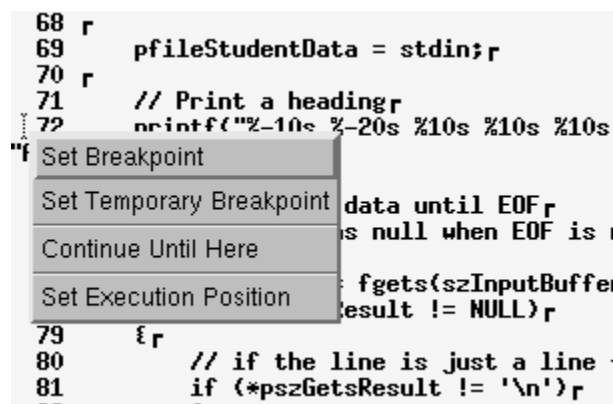 68
69 pfileStudentData = stdin;
70
71 // Print a heading
72 printf("%-10s %-20s %10s %10s %10s
"f
Set Breakpoint
Set Temporary Breakpoint
data until EOF
Continue Until Here
s null when EOF is
= fgets(szInputBuffe
Set Execution Position
esult != NULL)
79 {
80 // if the line is just a line
81 if (*pszGetsResult != '\n')